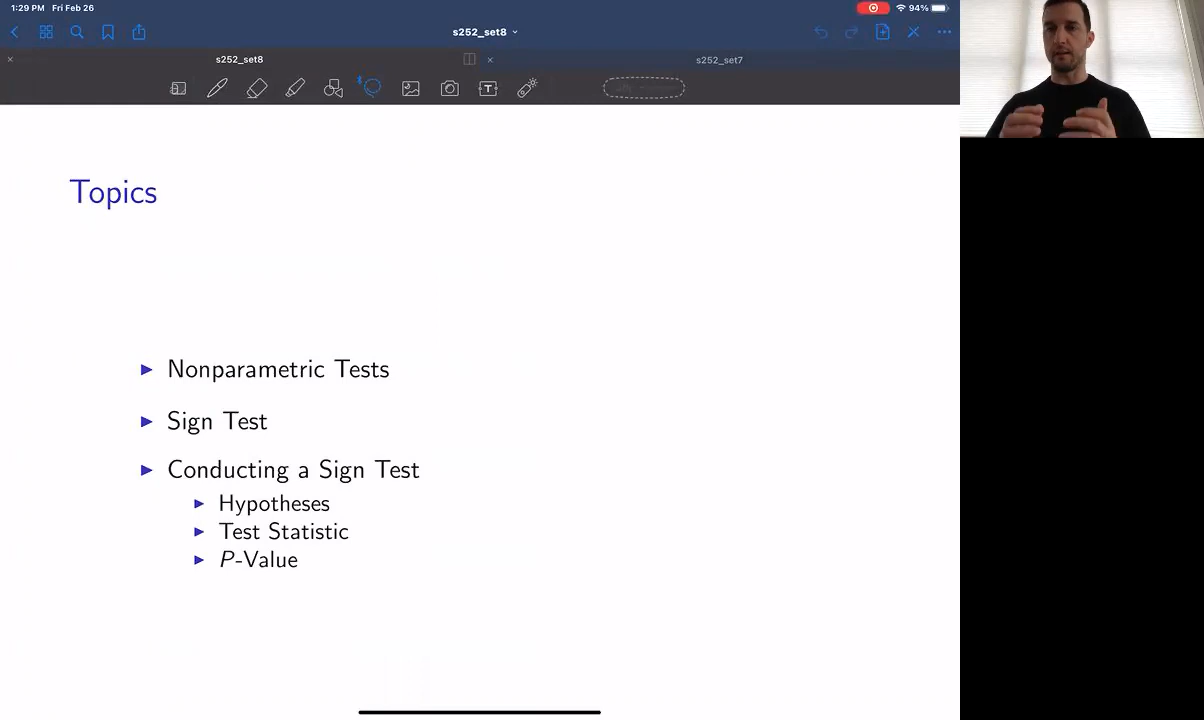 1:29 PM Fri Feb 26
94%
s252_set8
s252_set8
s252_set7
T
Topics
Nonparametric Tests
Sign Test
Conducting a Sign Test
Hypotheses
Test Statistic
P-Value